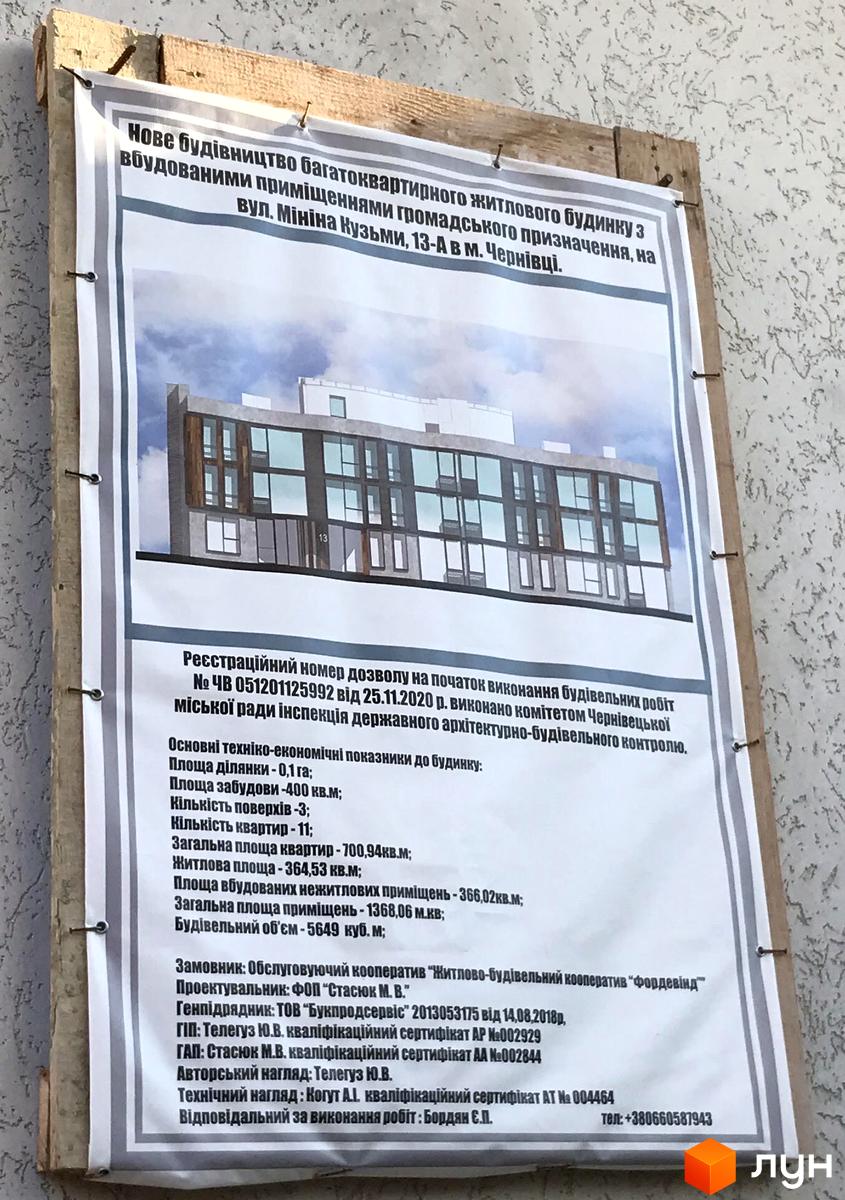 Нове будівництво багатоквартирного житлового будинку з
вбудованими приміщеннями громадського призначення, на
вул. Мініна Кузьми, 13-А в м. Чернівці.
13
Реєстраційний номер дозволу на початок виконання будівельних робіт
№ ЧВ 051201125992 від 25.11.2020 р. виконано комітетом Чернівецької
міської ради інспекція державного архітектурно-будівельного контролю.
Основні техніко-економічні показники до будинку:
Площа ділянки - 0,1 га;
Площа забудови -400 кв.м;
Кількість поверхів -3;
Кількість квартир - 11;
Загальна площа квартир - 700,94кв.м;
Житлова площа - 364,53 кв.м;
Площа вбудованих нежитлових приміщень - 366,02кв.м;
Загальна площа приміщень - 1368,06 м.кв;
Будівельний об'єм - 5649 куб. м;
Замовник: Обслуговуючий кооператив "Житлово-будівельний кооператив "Фордевінд""
Проектувальник: ФОП "Стасюк М. В."
Генпідрядник: ТОВ "Букпродсервіс" 2013053175 від 14,08,2018р,
ГІП: Телегуз Ю.В. кваліфікаційний сертифікат АР №002929
ГАП: Стасюк М.В. кваліфікаційний сертифікат АА №002844
Авторський нагляд: Телегуз Ю.В.
Технічний нагляд : Когут А.І. кваліфікаційний сертифікат АТ № 004464
Відповідальний за виконання робіт : Бордян Є.П. тел: +380660587943
лун